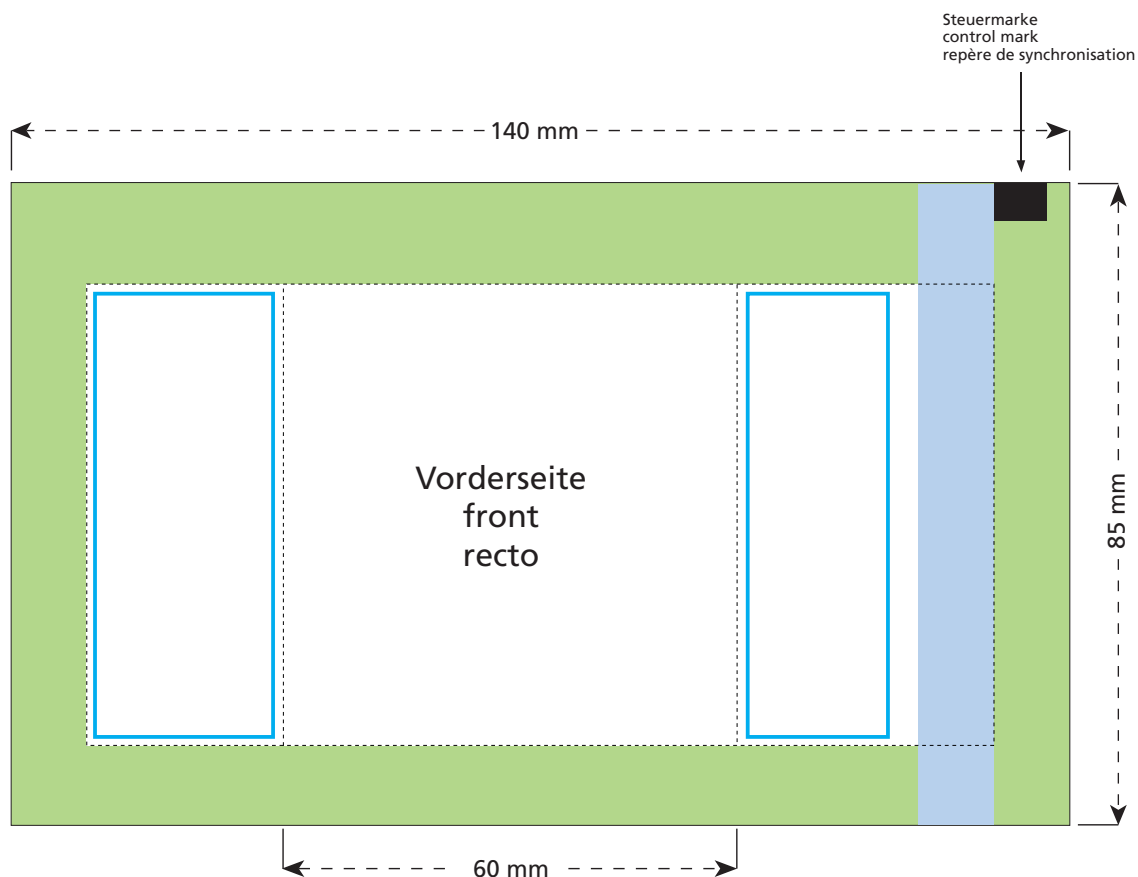 Steuermarke
control mark
repère de synchronisation
140 mm
Vorderseite
front
recto
85 mm
60 mm